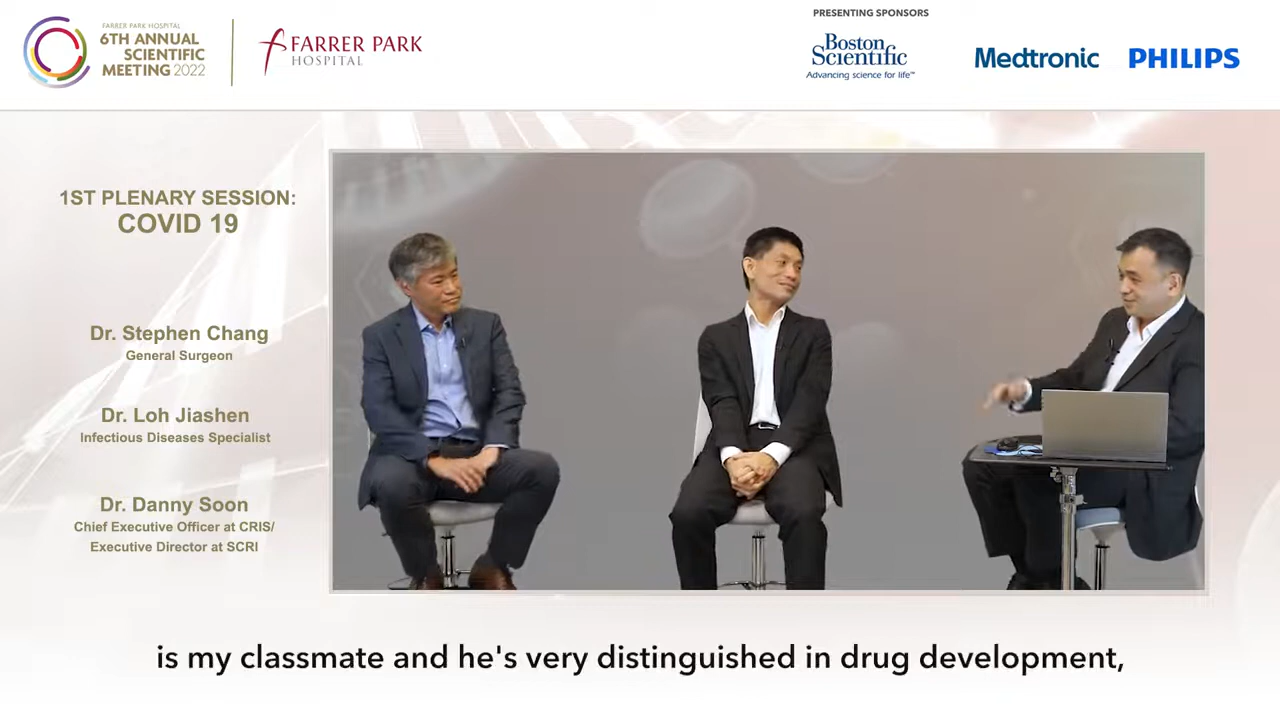 FARRER PARK HOSPITAL
6TH ANNUAL
SCIENTIFIC
MEETING 2022
FARRER PARK
HOSPITAL
PRESENTING SPONSORS
Boston
Scientific
Advancing science for life™
Medtronic
PHILIPS
1ST PLENARY SESSION:
COVID 19
Dr. Stephen Chang
General Surgeon
Dr. Loh Jiashen
Infectious Diseases Specialist
Dr. Danny Soon
Chief Executive Officer at CRIS/
Executive Director at SCRI
is my classmate and he's very distinguished in drug development,